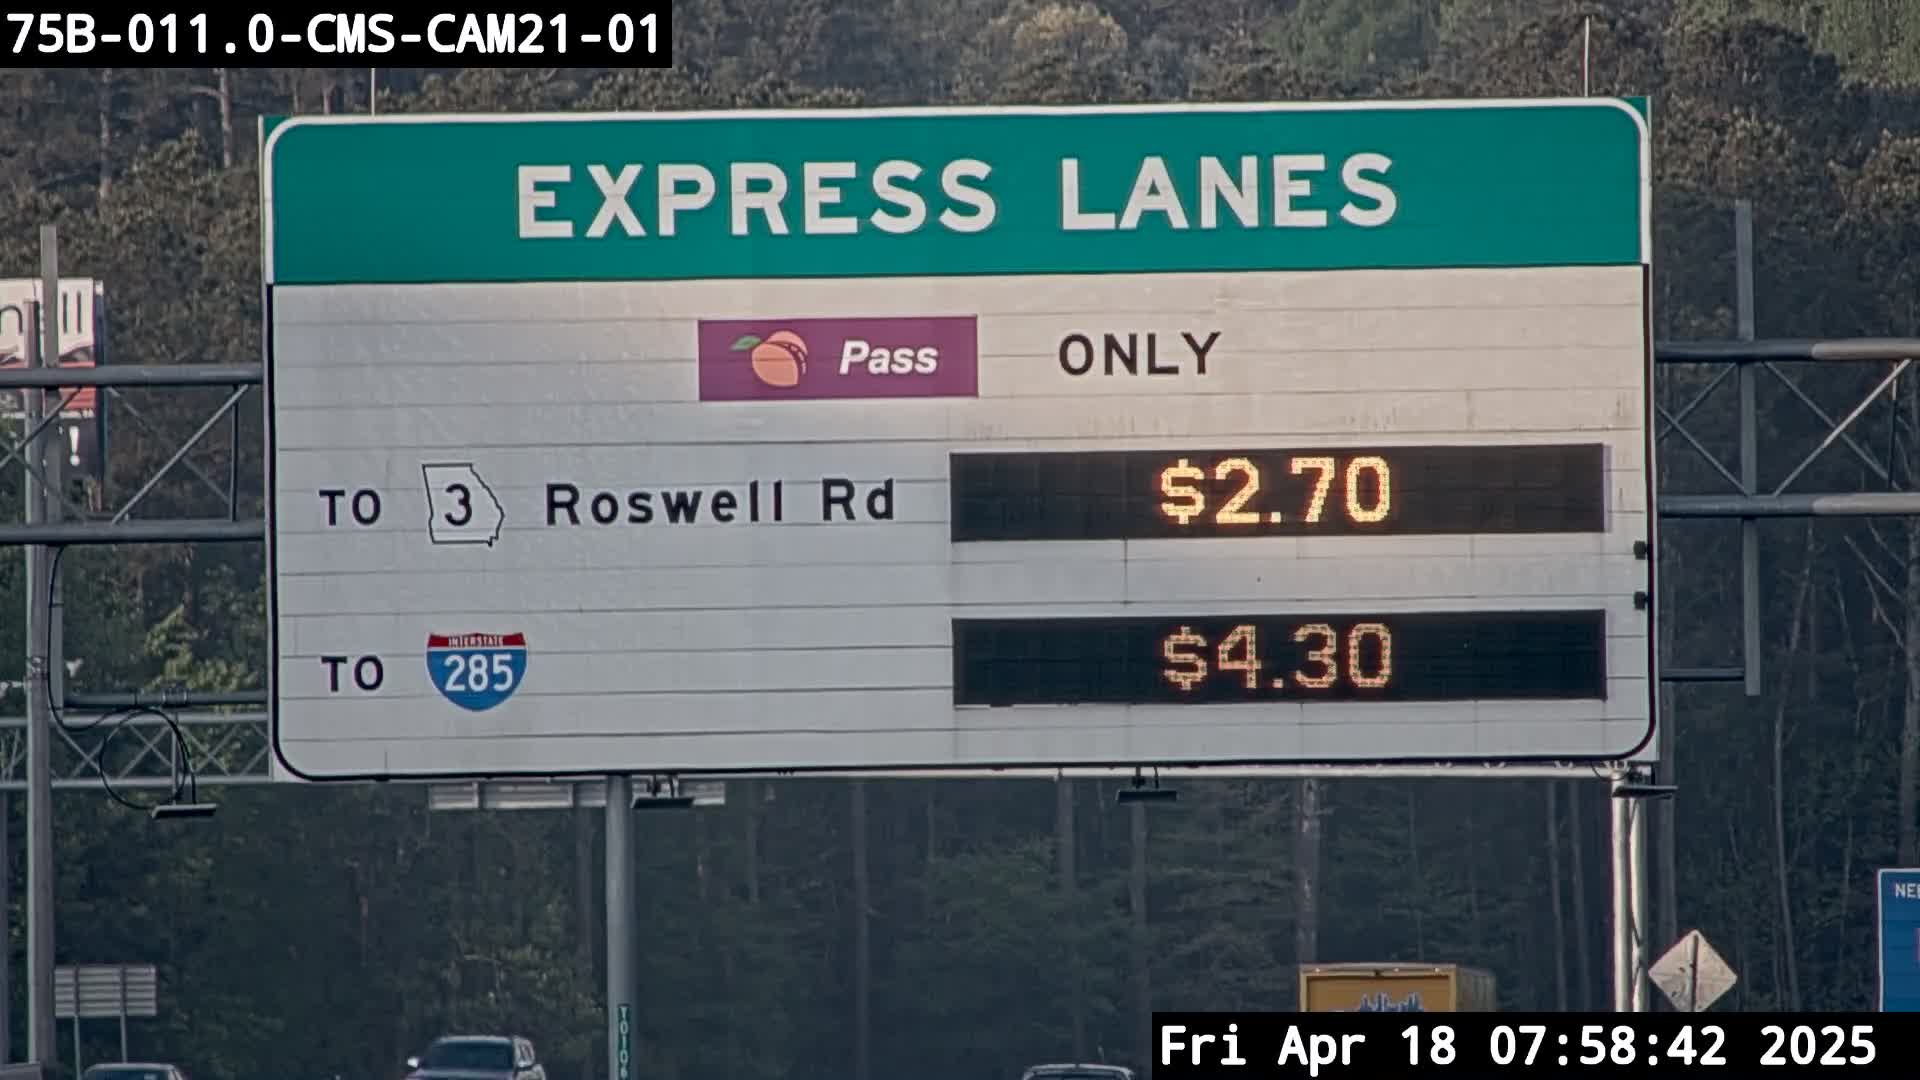 75B-011.0-CMS-CAM21-01
EXPRESS LANES
Pass ONLY
TO 3 Roswell Rd $2.70
INTERSTATE
TO 285 $4.30
NE
Fri Apr 18 07:58:42 2025